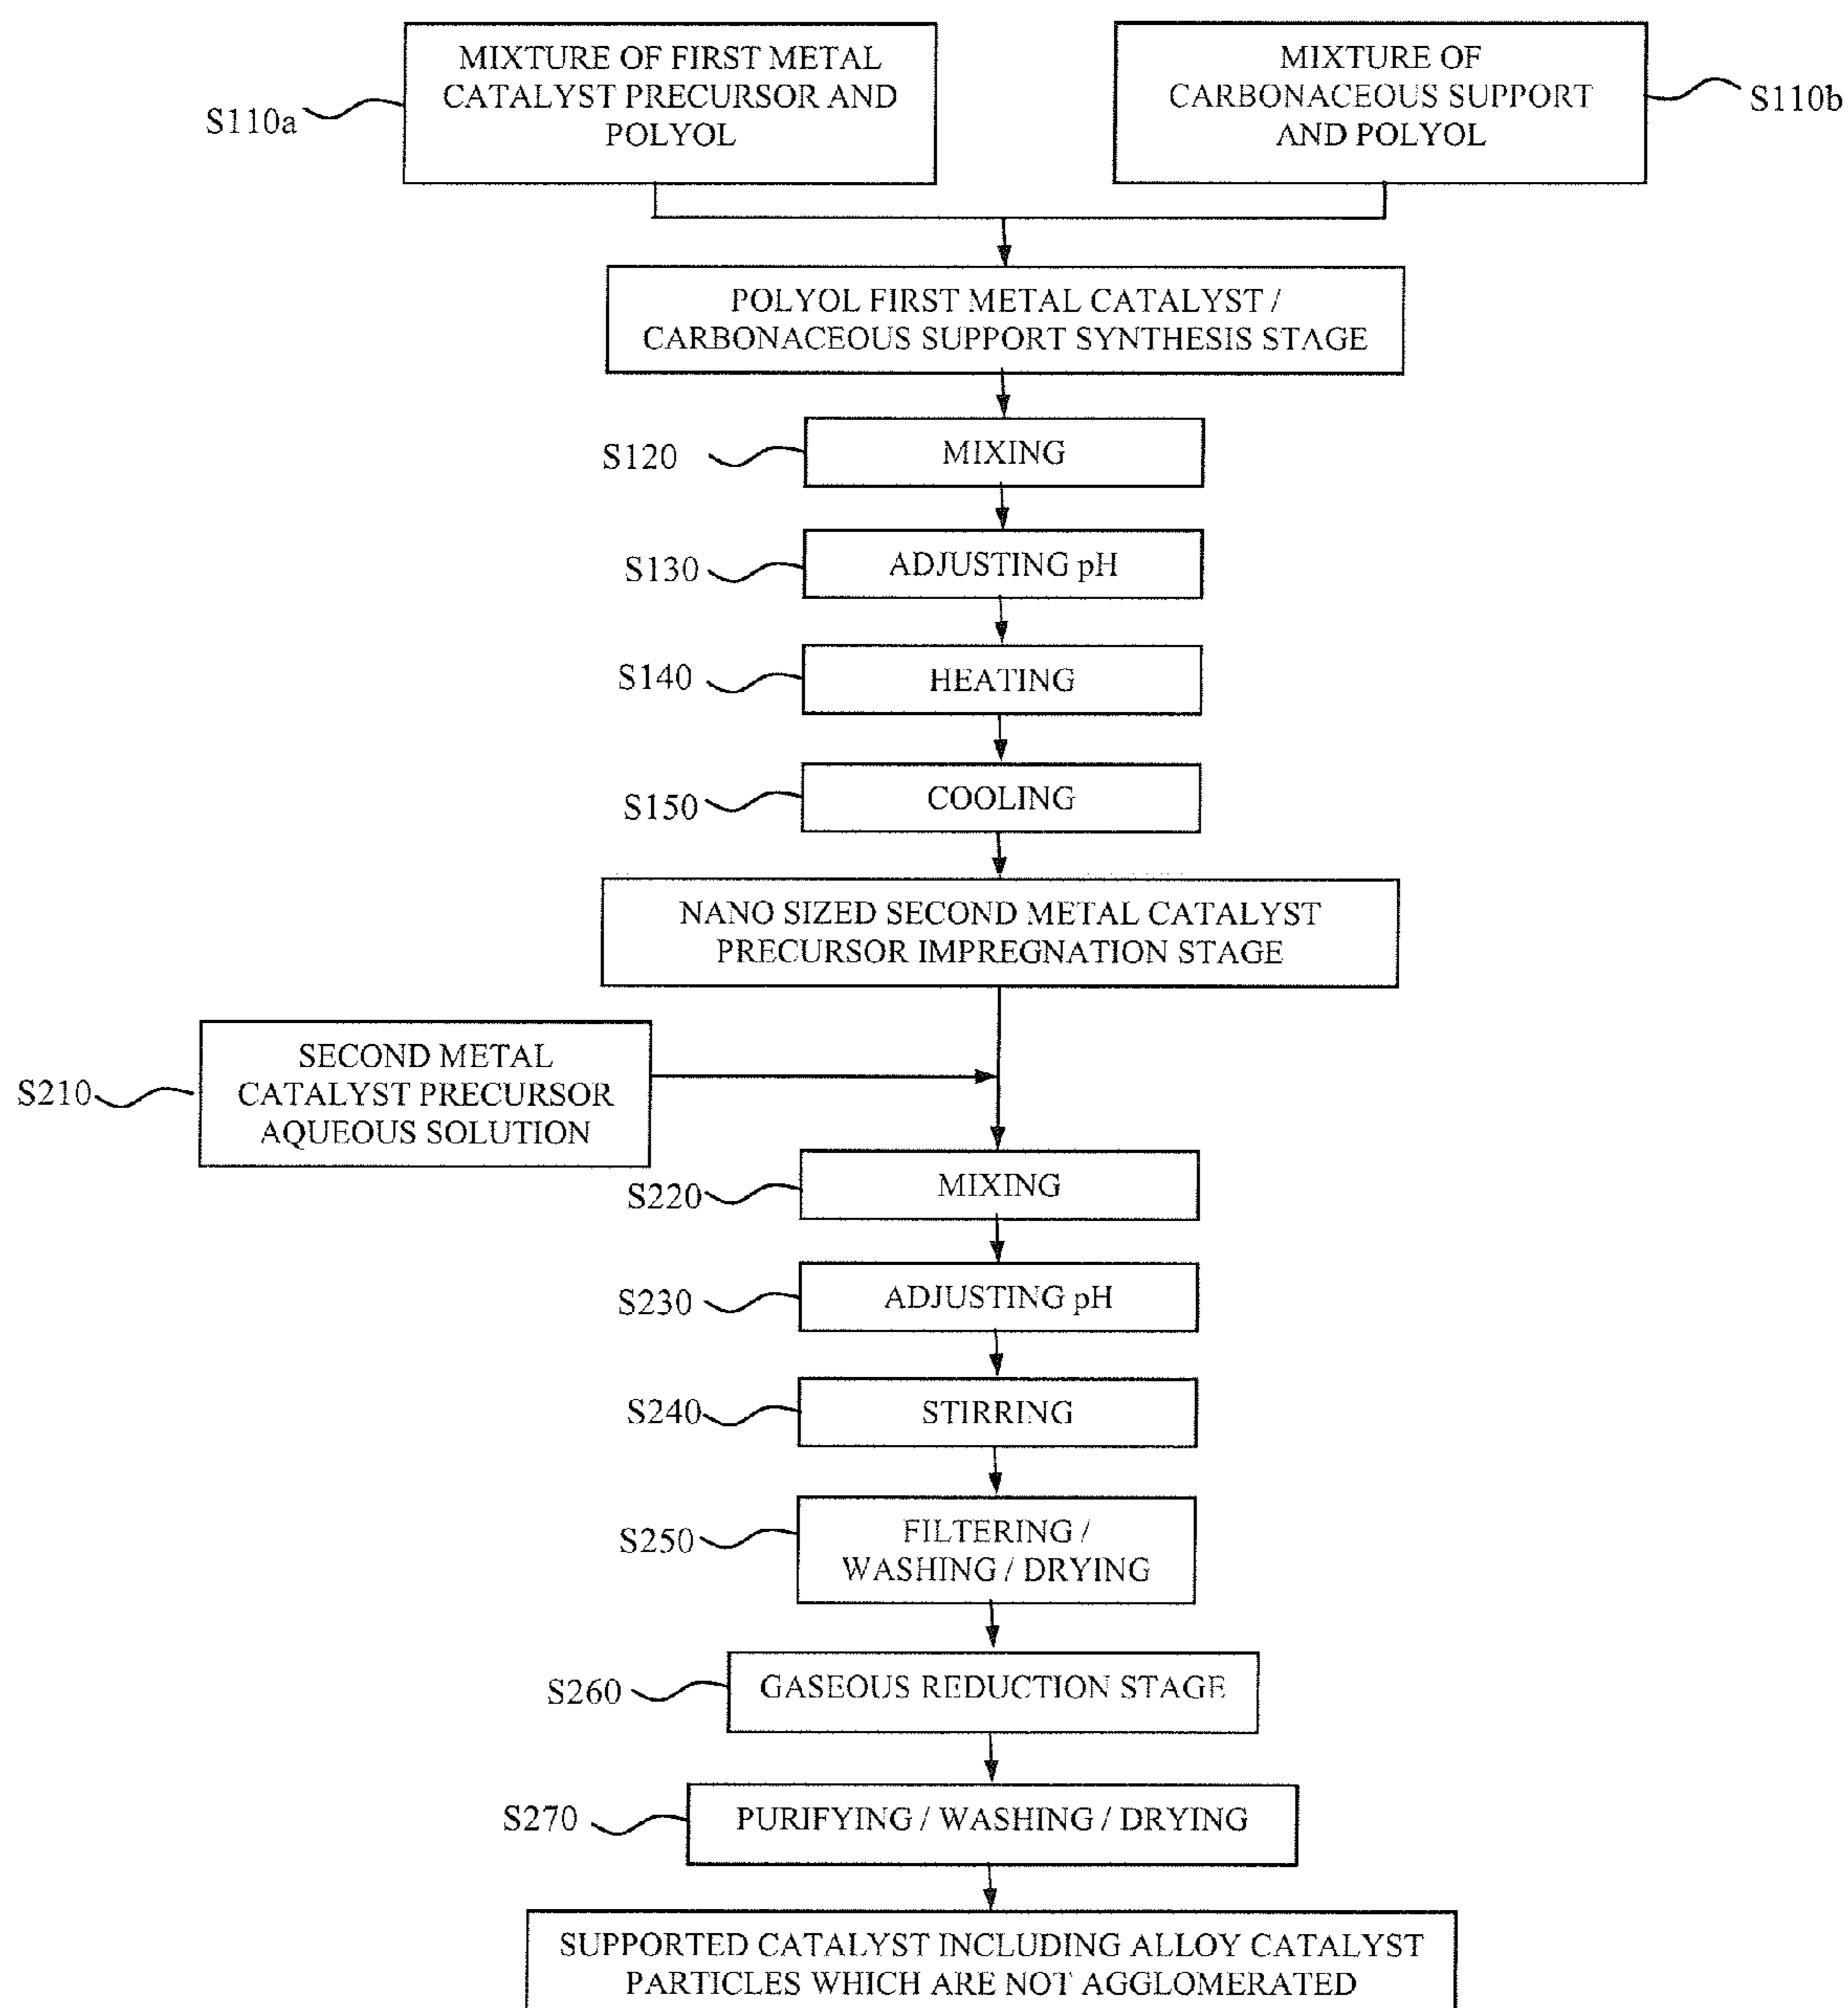 MIXTURE OF FIRST METAL
CATALYST PRECURSOR AND
POLYOL
S110a
MIXTURE OF
CARBONACEOUS SUPPORT
AND POLYOL
S110b
POLYOL FIRST METAL CATALYST /
CARBONACEOUS SUPPORT SYNTHESIS STAGE
S120
MIXING
S130
ADJUSTING pH
S140
HEATING
S150
COOLING
NANO SIZED SECOND METAL CATALYST
PRECURSOR IMPREGNATION STAGE
S210
SECOND METAL
CATALYST PRECURSOR
AQUEOUS SOLUTION
S220
MIXING
S230
ADJUSTING pH
S240
STIRRING
S250
FILTERING /
WASHING / DRYING
S260
GASEOUS REDUCTION STAGE
S270
PURIFYING / WASHING / DRYING
SUPPORTED CATALYST INCLUDING ALLOY CATALYST
PARTICLES WHICH ARE NOT AGGLOMERATED